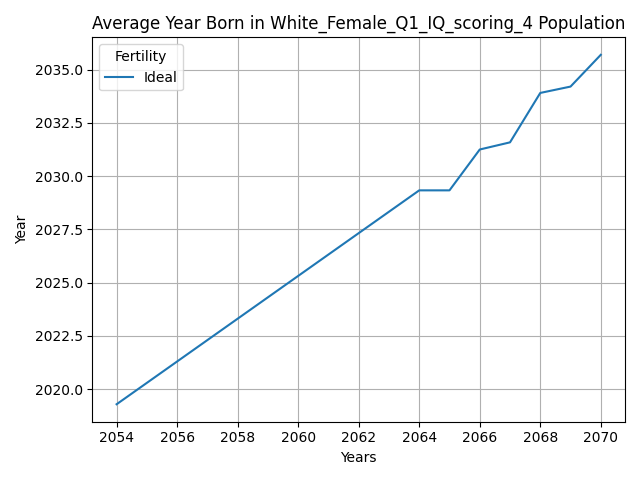 Average Year Born in White_Female_Q1_IQ_scoring_4 Population
Fertility
Ideal
2035.0
2032.5
2030.0
2027.5
2025.0
2022.5
2020.0
Year
2054 2056 2058 2060 2062 2064 2066 2068 2070
Years